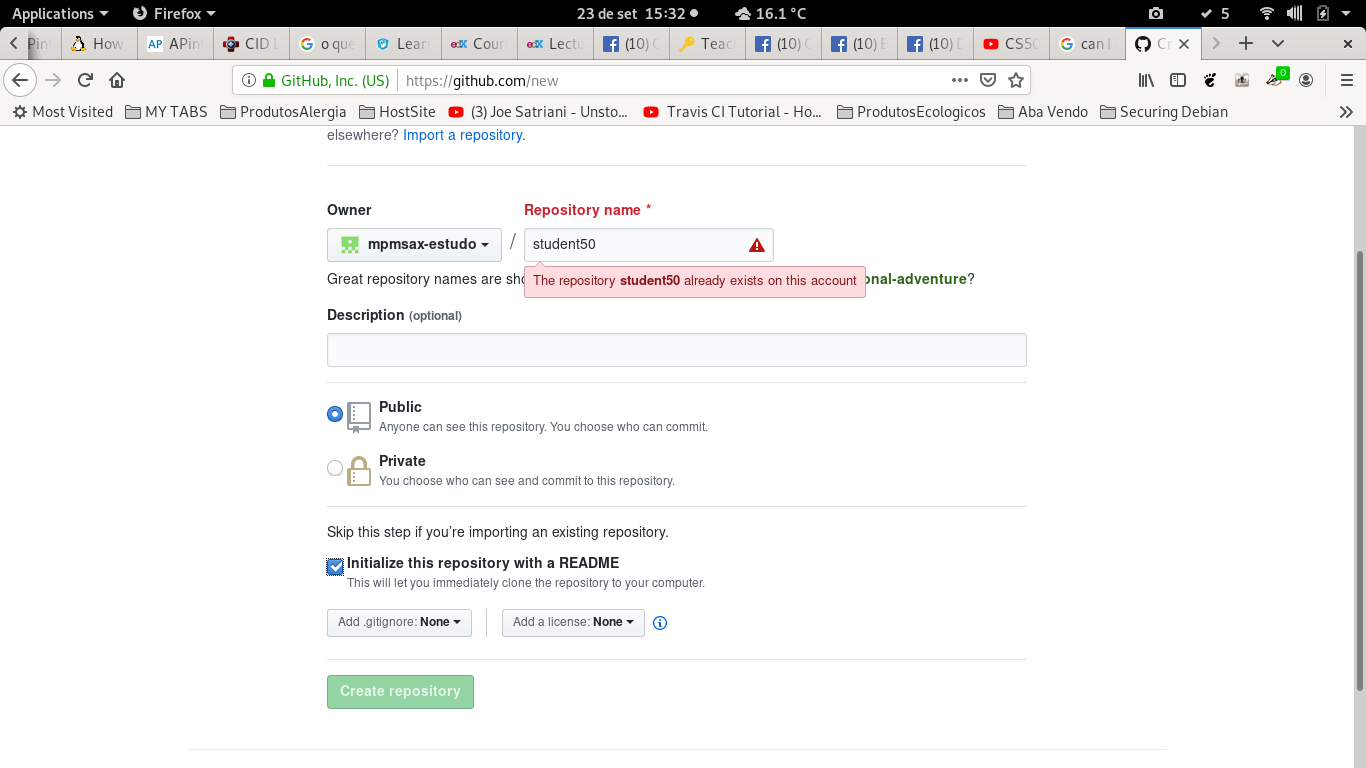 Applications Firefox 23 de set 15:32 16.1 °C 5
Pint How APint CID L o que Learn Cour Lectu (10) C Teac (10) C (10) E (10) D CS50 can I Cr
GitHub, Inc. (US) https://github.com/new 0
Most Visited MY TABS ProdutosAlergia HostSite (3) Joe Satriani - Unsto... Travis CI Tutorial - Ho... ProdutosEcologicos Aba Vendo Securing Debian
elsewhere? Import a repository.
Owner Repository name *
mpmsax-estudo / student50
Great repository names are sho The repository student50 already exists on this account onal-adventure?
Description (optional)
Public
Anyone can see this repository. You choose who can commit.
Private
You choose who can see and commit to this repository.
Skip this step if you’re importing an existing repository.
Initialize this repository with a README
This will let you immediately clone the repository to your computer.
Add .gitignore: None Add a license: None
Create repository